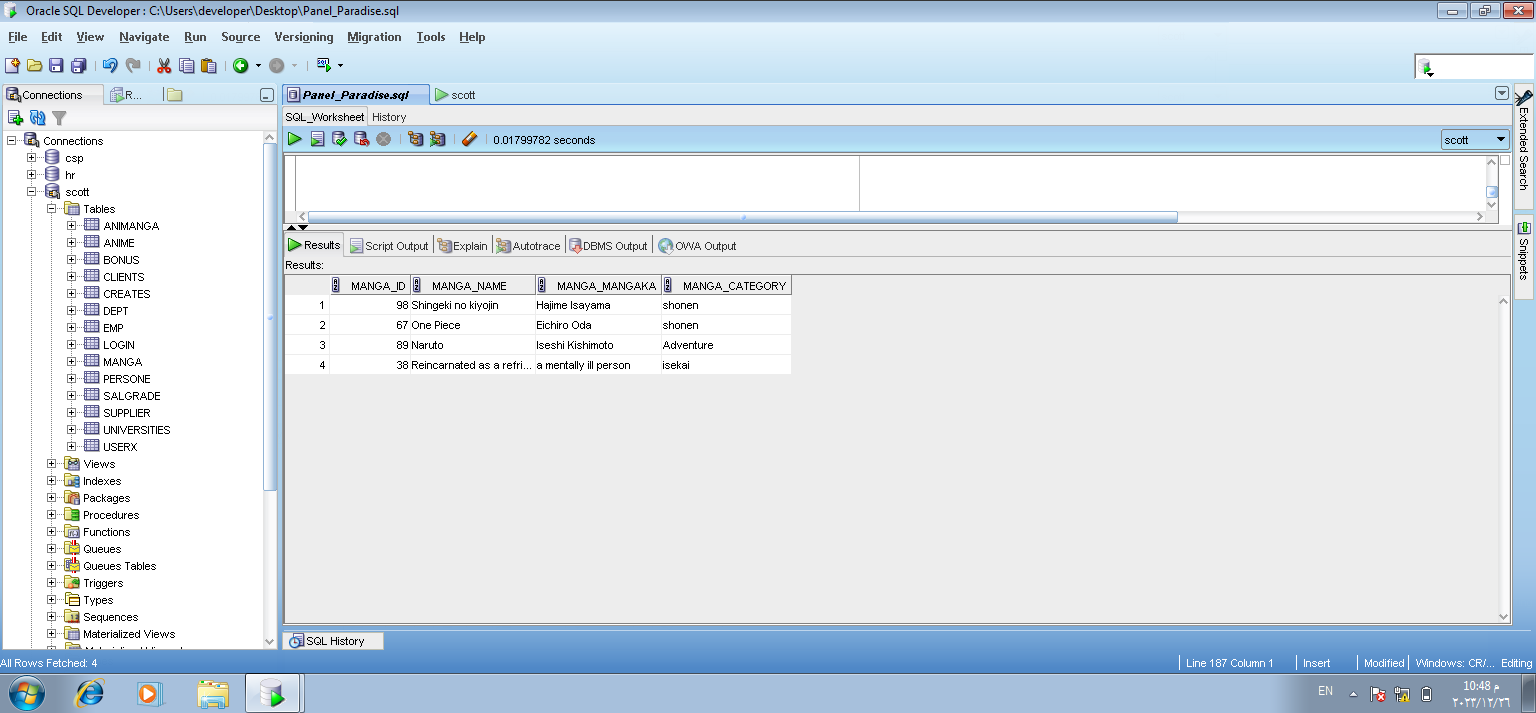 Oracle SQL Developer : C:\Users\developer\Desktop\Panel_Paradise.sql
File Edit View Navigate Run Source Versioning Migration Tools Help
Connections R...
Panel_Paradise.sql scott
SQL_Worksheet History
0.01799782 seconds scott
Connections
csp
hr
scott
Tables
ANIMANGA
ANIME
BONUS
CLIENTS
CREATES
DEPT
EMP
LOGIN
MANGA
PERSONE
SALGRADE
SUPPLIER
UNIVERSITIES
USERX
Views
Indexes
Packages
Procedures
Functions
Queues
Queues Tables
Triggers
Types
Sequences
Materialized Views
Results Script Output Explain Autotrace DBMS Output OWA Output
Results:
MANGA_ID MANGA_NAME MANGA_MANGAKA MANGA_CATEGORY
1 98 Shingeki no kiyojin Hajime Isayama shonen
2 67 One Piece Eichiro Oda shonen
3 89 Naruto Iseshi Kishimoto Adventure
4 38 Reincarnated as a refri... a mentally ill person isekai
Extended Search
Snippets
SQL History
All Rows Fetched: 4 Line 187 Column 1 Insert Modified Windows: CR/... Editing
EN 10:48 م
٢٠٢٣/١٢/٢٦